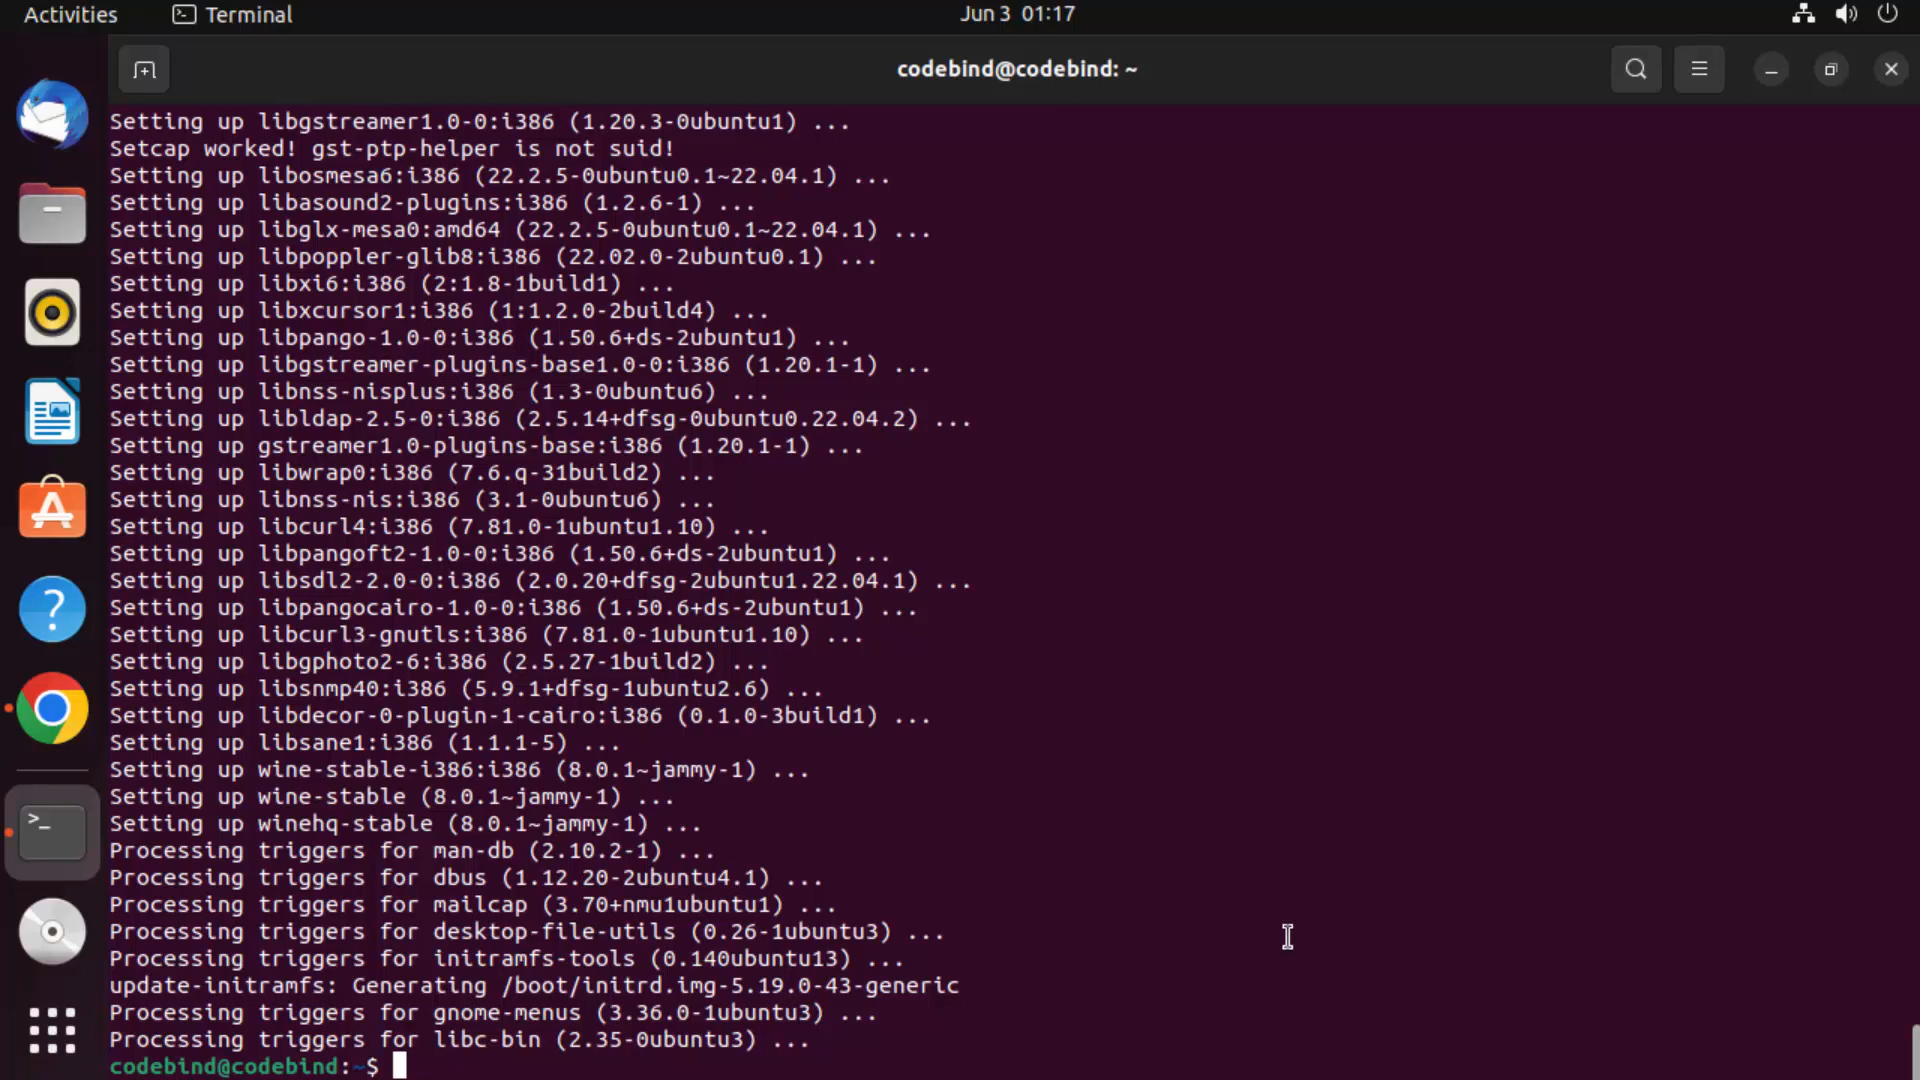 Activities
Terminal
Jun 3 01:17
codebind@codebind: ~
Setting up libgstreamer1.0-0:i386 (1.20.3-0ubuntu1) ...
Setcap worked! gst-ptp-helper is not suid!
Setting up libosmesa6:i386 (22.2.5-0ubuntu0.1~22.04.1) ...
Setting up libasound2-plugins:i386 (1.2.6-1) ...
Setting up libglx-mesa0:amd64 (22.2.5-0ubuntu0.1~22.04.1) ...
Setting up libpoppler-glib8:i386 (22.02.0-2ubuntu0.1) ...
Setting up libxi6:i386 (2:1.8-1build1) ...
Setting up libxcursor1:i386 (1:1.2.0-2build4) ...
Setting up libpango-1.0-0:i386 (1.50.6+ds-2ubuntu1) ...
Setting up libgstreamer-plugins-base1.0-0:i386 (1.20.1-1) ...
Setting up libnss-nisplus:i386 (1.3-0ubuntu6) ...
Setting up libldap-2.5-0:i386 (2.5.14+dfsg-0ubuntu0.22.04.2) ...
Setting up gstreamer1.0-plugins-base:i386 (1.20.1-1) ...
Setting up libwrap0:i386 (7.6.q-31build2) ...
Setting up libnss-nis:i386 (3.1-0ubuntu6) ...
Setting up libcurl4:i386 (7.81.0-1ubuntu1.10) ...
Setting up libpangoft2-1.0-0:i386 (1.50.6+ds-2ubuntu1) ...
Setting up libsdl2-2.0-0:i386 (2.0.20+dfsg-2ubuntu1.22.04.1) ...
Setting up libpangocairo-1.0-0:i386 (1.50.6+ds-2ubuntu1) ...
Setting up libcurl3-gnutls:i386 (7.81.0-1ubuntu1.10) ...
Setting up libgphoto2-6:i386 (2.5.27-1build2) ...
Setting up libsnmp40:i386 (5.9.1+dfsg-1ubuntu2.6) ...
Setting up libdecor-0-plugin-1-cairo:i386 (0.1.0-3build1) ...
Setting up libsane1:i386 (1.1.1-5) ...
Setting up wine-stable-i386:i386 (8.0.1~jammy-1) ...
Setting up wine-stable (8.0.1~jammy-1) ...
Setting up winehq-stable (8.0.1~jammy-1) ...
Processing triggers for man-db (2.10.2-1) ...
Processing triggers for dbus (1.12.20-2ubuntu4.1) ...
Processing triggers for mailcap (3.70+nmu1ubuntu1) ...
Processing triggers for desktop-file-utils (0.26-1ubuntu3) ...
Processing triggers for initramfs-tools (0.140ubuntu13) ...
update-initramfs: Generating /boot/initrd.img-5.19.0-43-generic
Processing triggers for gnome-menus (3.36.0-1ubuntu3) ...
Processing triggers for libc-bin (2.35-0ubuntu3) ...
codebind@codebind:~$